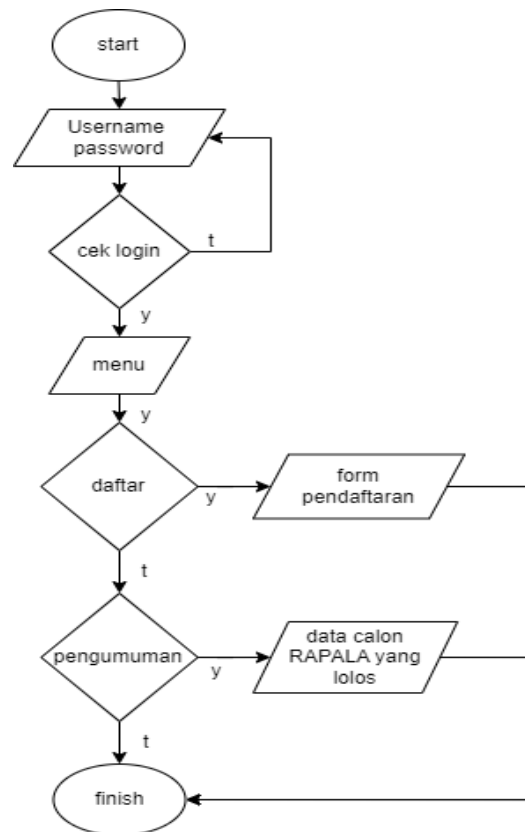 start
Username
password
cek login
t
y
menu
y
daftar
y
form
pendaftaran
t
pengumuman
y
data calon
RAPALA yang
lolos
t
finish